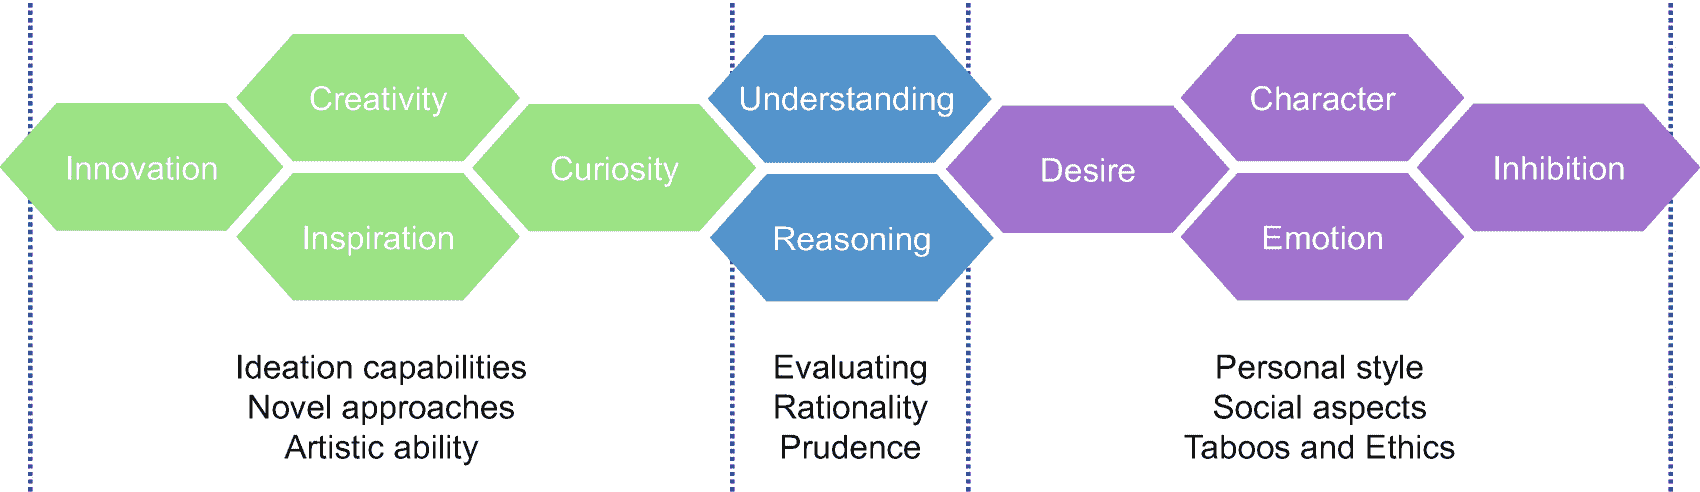 Innovation
Creativity
Inspiration
Curiosity
Understanding
Reasoning
Desire
Character
Emotion
Inhibition
Ideation capabilities
Novel approaches
Artistic ability
Evaluating
Rationality
Prudence
Personal style
Social aspects
Taboos and Ethics